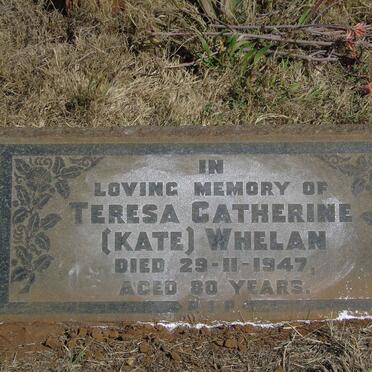 IN
LOVING MEMORY OF
TERESA CATHERINE
(KATE) WHELAN
DIED 29-11-1947,
AGED 80 YEARS.
R.I.P.